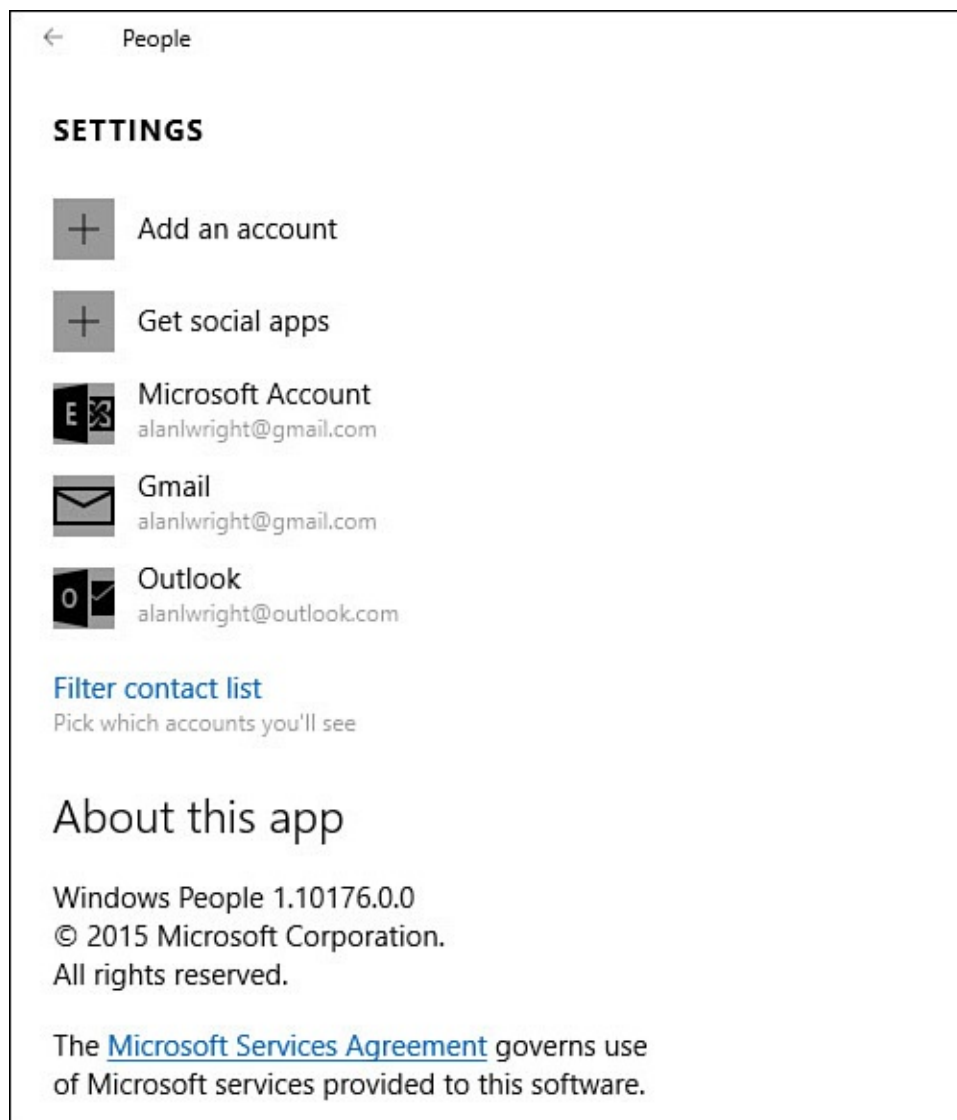 People
SETTINGS
Add an account
Get social apps
Microsoft Account
alanlwright@gmail.com
Gmail
alanlwright@gmail.com
Outlook
alanlwright@outlook.com
Filter contact list
Pick which accounts you'll see
About this app
Windows People 1.10176.0.0
© 2015 Microsoft Corporation.
All rights reserved.
The Microsoft Services Agreement governs use
of Microsoft services provided to this software.